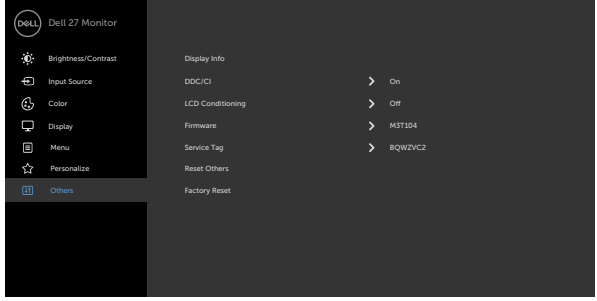 DELL Dell 27 Monitor
Brightness/Contrast
Input Source
Color
Display
Menu
Personalize
Others
Display Info
DDC/CI On
LCD Conditioning Off
Firmware M3T104
Service Tag BQWZVC2
Reset Others
Factory Reset